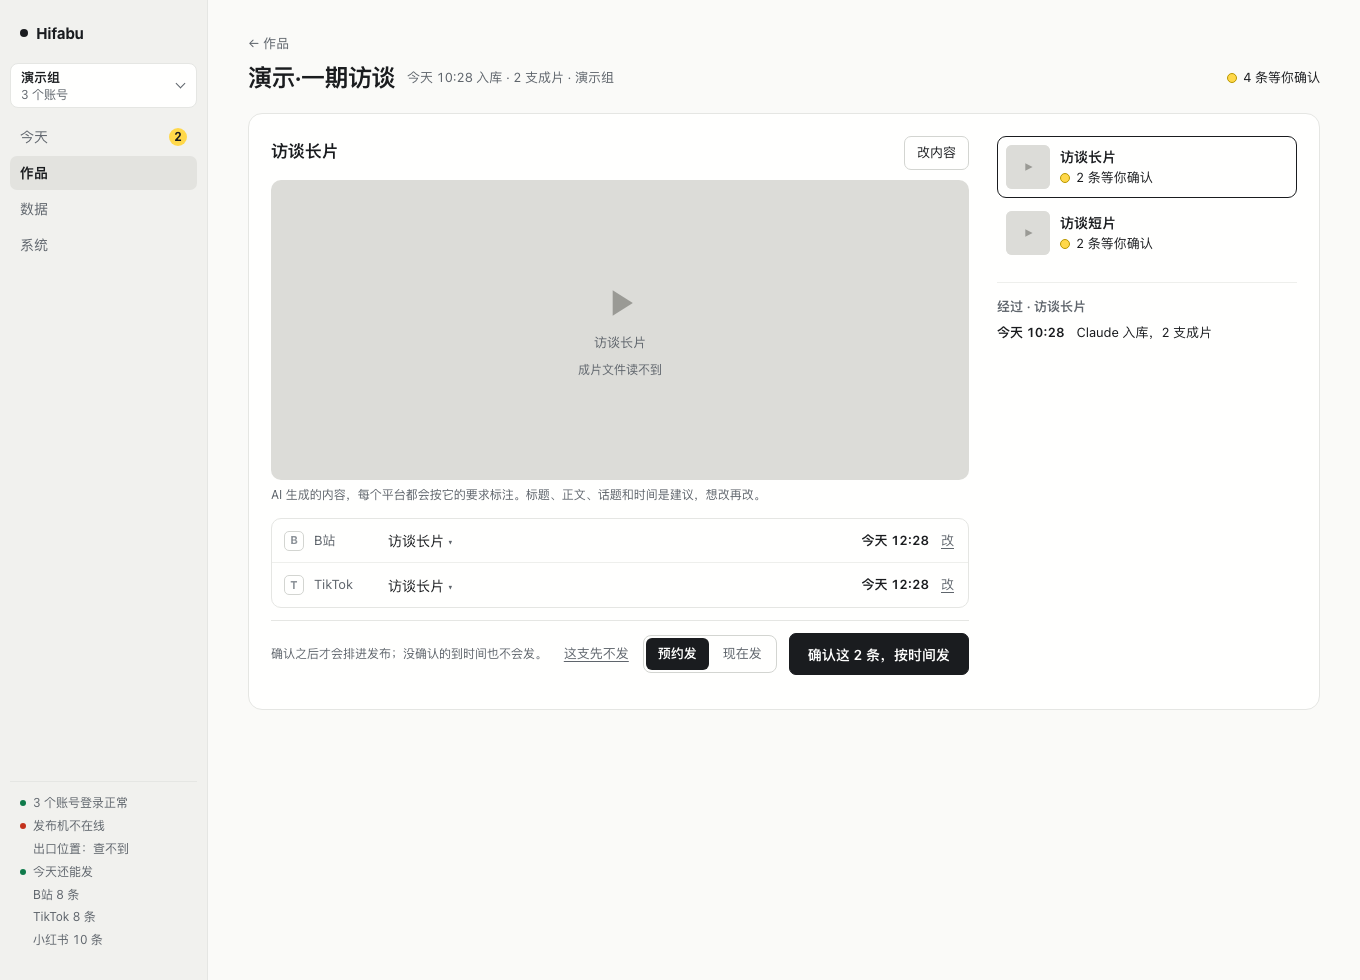 Hifabu
演示组
3 个账号
今天 2
作品
数据
系统
3 个账号登录正常
发布机不在线
出口位置：查不到
今天还能发
B站 8 条
TikTok 8 条
小红书 10 条
← 作品
演示·一期访谈 今天 10:28 入库 · 2 支成片 · 演示组
4 条等你确认
访谈长片
改内容
访谈长片
成片文件读不到
AI 生成的内容，每个平台都会按它的要求标注。标题、正文、话题和时间是建议，想改再改。
B B站 访谈长片 今天 12:28 改
T TikTok 访谈长片 今天 12:28 改
确认之后才会排进发布；没确认的到时间也不会发。 这支先不发 预约发 现在发 确认这 2 条，按时间发
访谈长片
2 条等你确认
访谈短片
2 条等你确认
经过 · 访谈长片
今天 10:28 Claude 入库，2 支成片